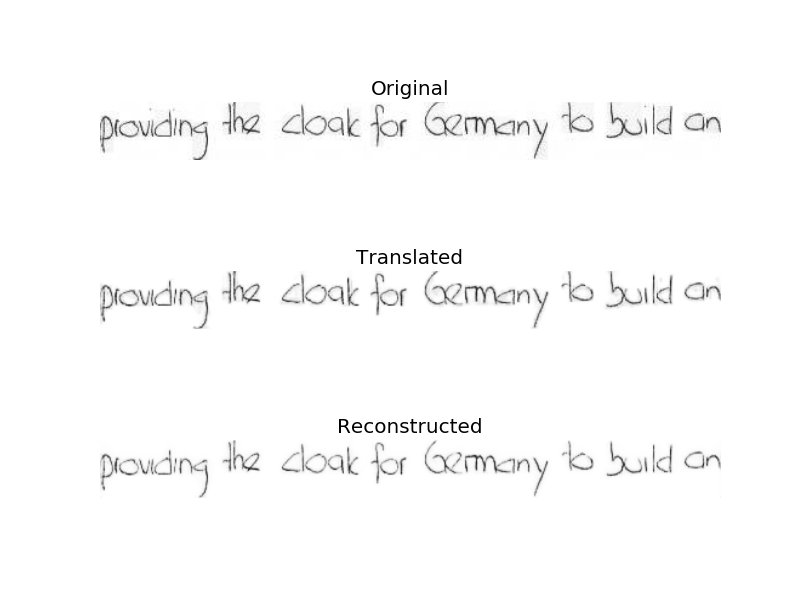 Original
providing the cloak for Germany to build an
Translated
providing the cloak for Germany to build an
Reconstructed
providing the cloak for Germany to build an